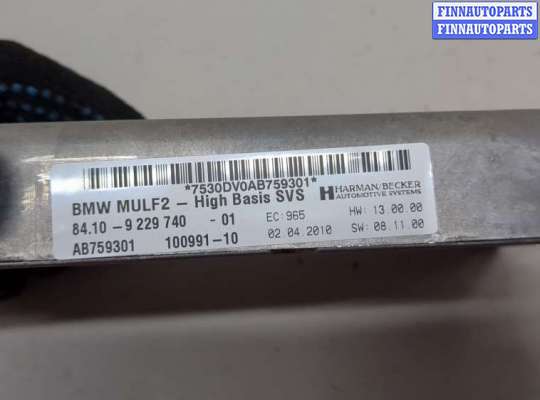 FINNAUTOPARTS
FINNAUTOPARTS
*7530DV0AB759301*
BMW MULF2 - High Basis SVS
HARMAN/BECKER
AUTOMOTIVE SYSTEMS
84.10 - 9 229 740 - 01
EC: 965
HW: 13.00.00
AB759301 100991-10
02.04.2010
SW: 08.11.00